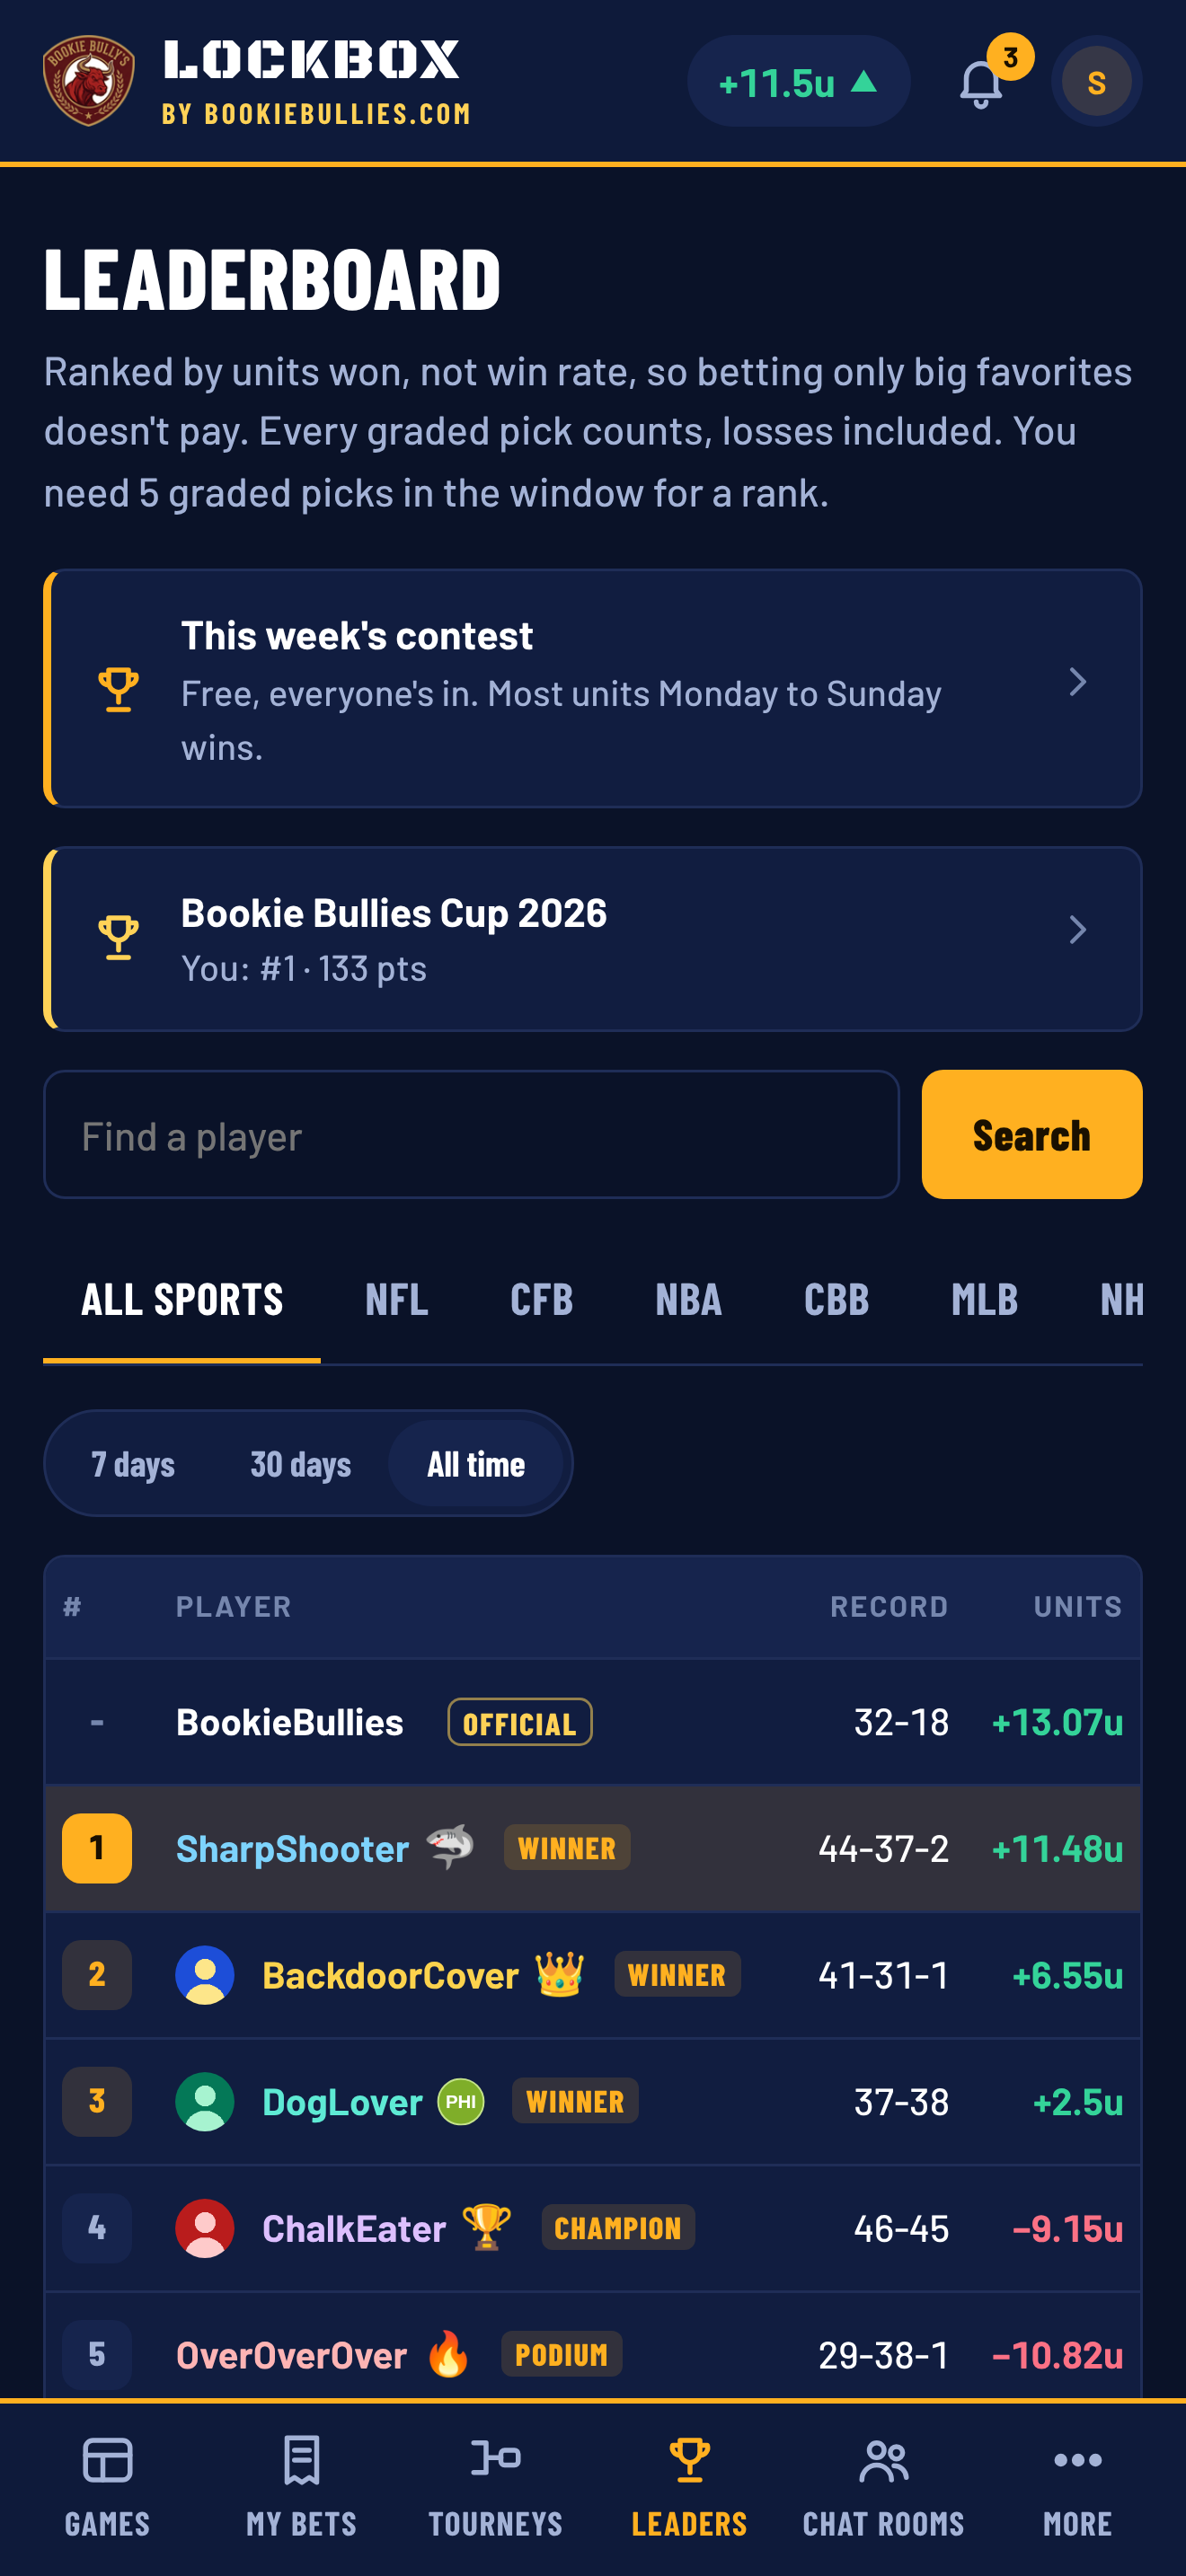 BOOKIE BULLY'S
LOCKBOX
BY BOOKIEBULLIES.COM
+11.5u ▲
3
S
LEADERBOARD
Ranked by units won, not win rate, so betting only big favorites
doesn't pay. Every graded pick counts, losses included. You
need 5 graded picks in the window for a rank.
This week's contest
Free, everyone's in. Most units Monday to Sunday
wins.
Bookie Bullies Cup 2026
You: #1 · 133 pts
Find a player
Search
ALL SPORTS NFL CFB NBA CBB MLB NH
7 days 30 days All time
# PLAYER RECORD UNITS
- BookieBullies OFFICIAL 32-18 +13.07u
1 SharpShooter 🦈 WINNER 44-37-2 +11.48u
2 BackdoorCover 👑 WINNER 41-31-1 +6.55u
3 DogLover PHI WINNER 37-38 +2.5u
4 ChalkEater 🏆 CHAMPION 46-45 −9.15u
5 OverOverOver 🔥 PODIUM 29-38-1 −10.82u
GAMES MY BETS TOURNEYS LEADERS CHAT ROOMS MORE